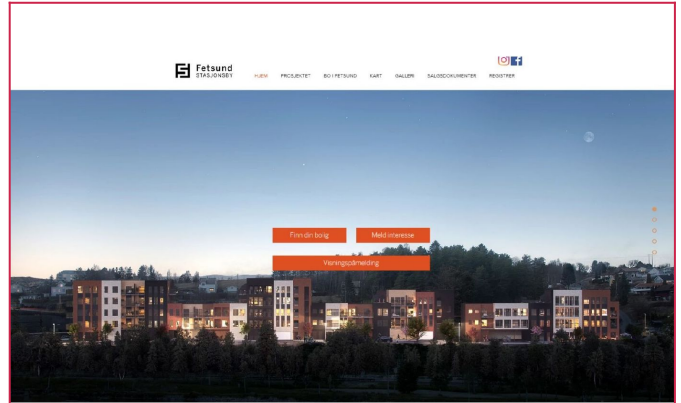 Fetsund
STASJONSBY
HJEM PROSJEKTET BO I FETSUND KART GALLERI SALGSDOKUMENTER REGISTRER
Finn din bolig Meld interesse
Visningspåmelding